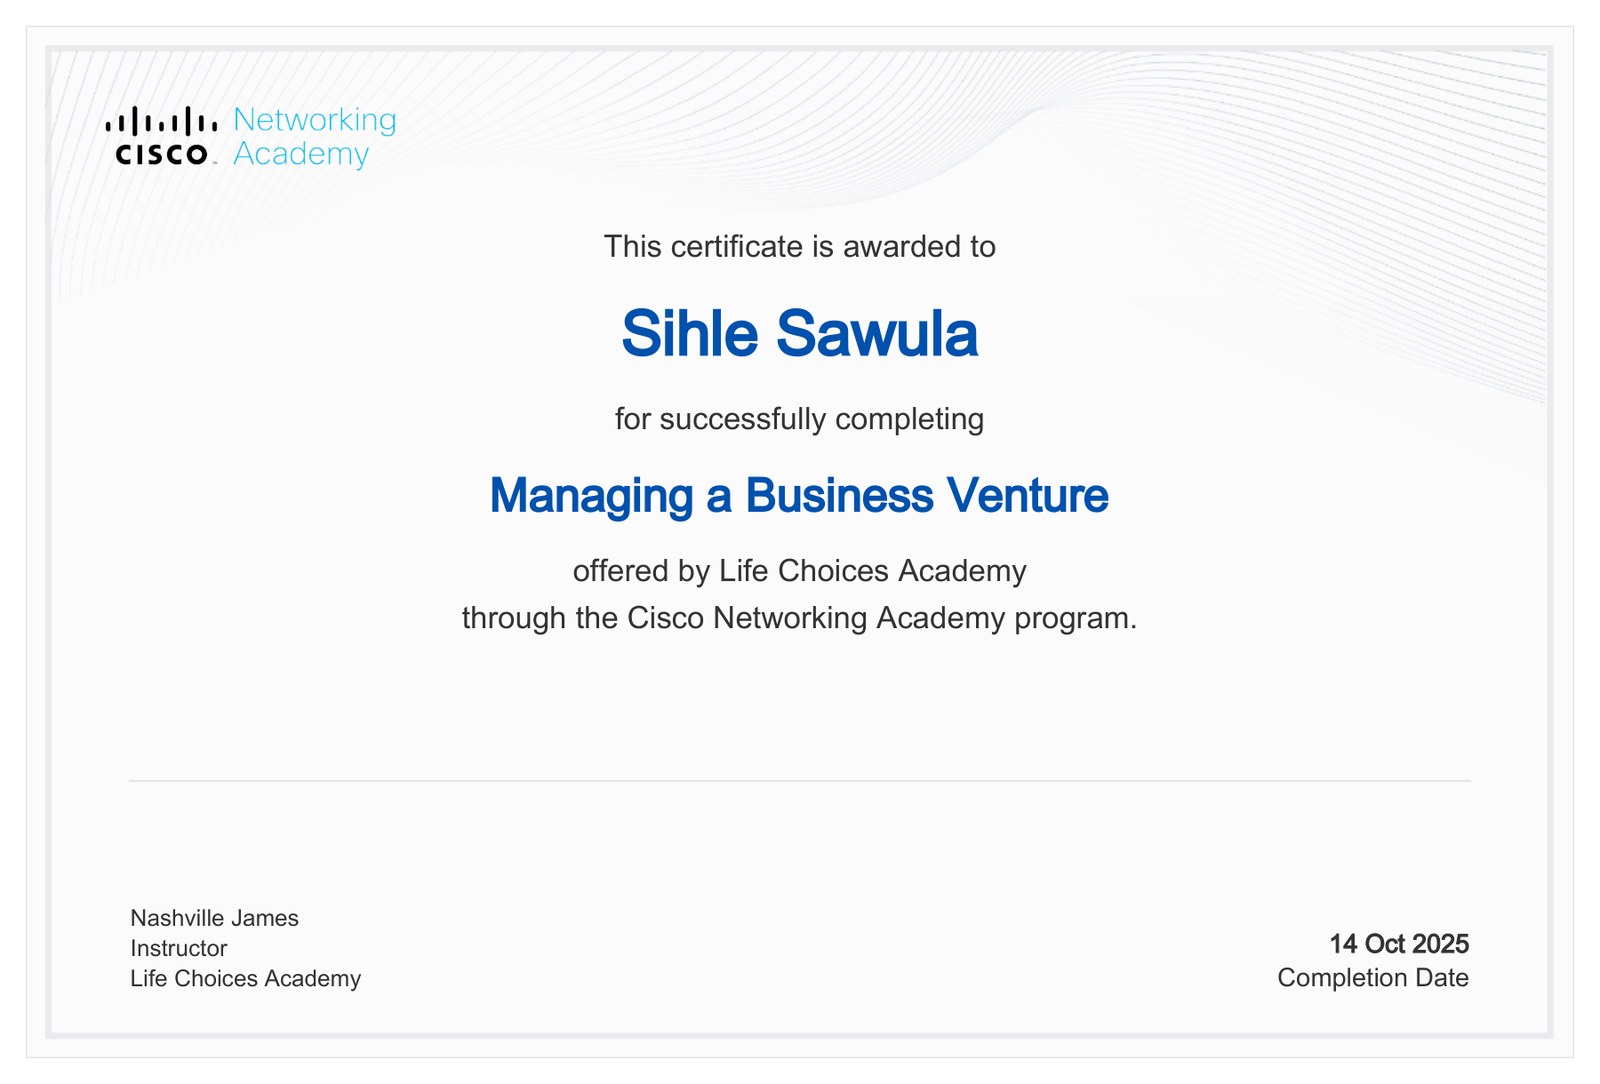 Networking
CISCO Academy
This certificate is awarded to
Sihle Sawula
for successfully completing
Managing a Business Venture
offered by Life Choices Academy
through the Cisco Networking Academy program.
Nashville James
Instructor
Life Choices Academy
14 Oct 2025
Completion Date